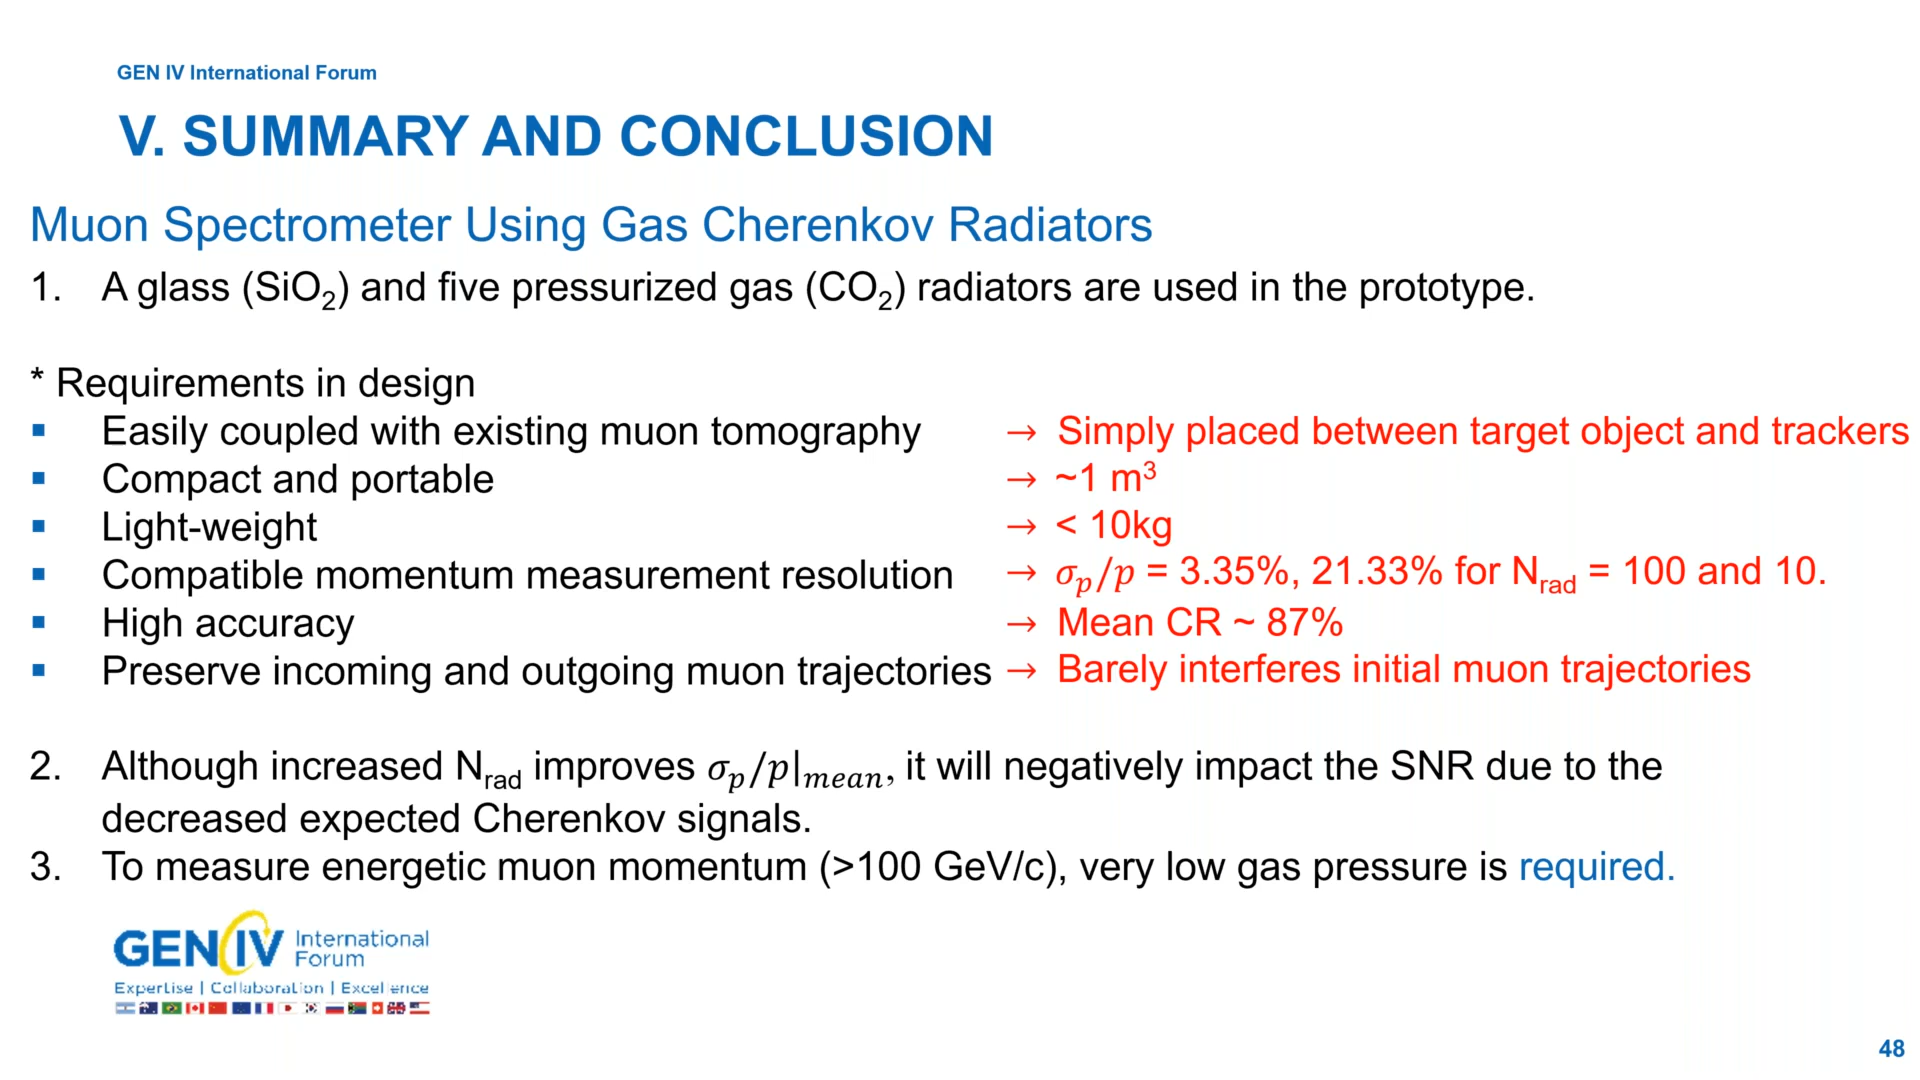 GEN IV International Forum
V. SUMMARY AND CONCLUSION
Muon Spectrometer Using Gas Cherenkov Radiators
1. A glass (SiO₂) and five pressurized gas (CO₂) radiators are used in the prototype.
* Requirements in design
▪ Easily coupled with existing muon tomography → Simply placed between target object and trackers
▪ Compact and portable → ~1 m³
▪ Light-weight → < 10kg
▪ Compatible momentum measurement resolution → σₚ/p = 3.35%, 21.33% for N_rad = 100 and 10.
▪ High accuracy → Mean CR ~ 87%
▪ Preserve incoming and outgoing muon trajectories → Barely interferes initial muon trajectories
2. Although increased N_rad improves σₚ/p|_mean, it will negatively impact the SNR due to the
decreased expected Cherenkov signals.
3. To measure energetic muon momentum (>100 GeV/c), very low gas pressure is required.
GEN IV International
Forum
Expertise | Collaboration | Excellence
48